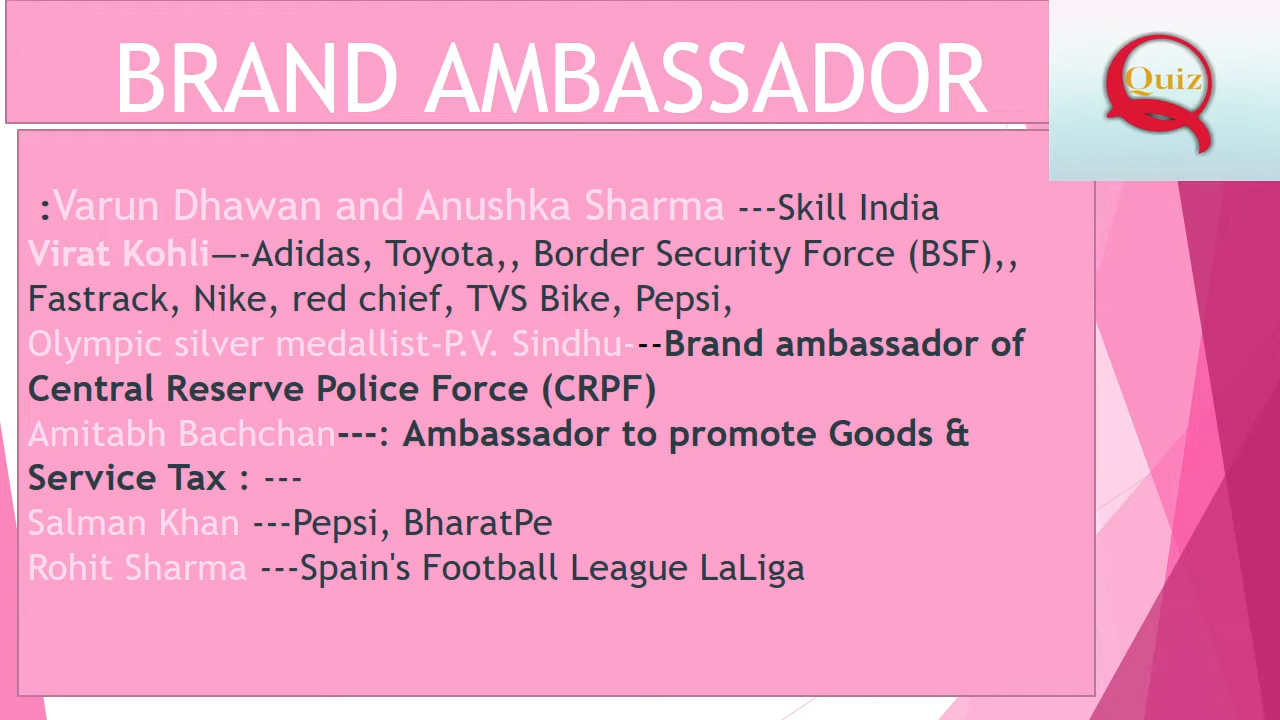 BRAND AMBASSADOR
Quiz
:Varun Dhawan and Anushka Sharma ---Skill India
Virat Kohli—-Adidas, Toyota,, Border Security Force (BSF),,
Fastrack, Nike, red chief, TVS Bike, Pepsi,
Olympic silver medallist-P.V. Sindhu---Brand ambassador of
Central Reserve Police Force (CRPF)
Amitabh Bachchan---: Ambassador to promote Goods &
Service Tax : ---
Salman Khan ---Pepsi, BharatPe
Rohit Sharma ---Spain's Football League LaLiga